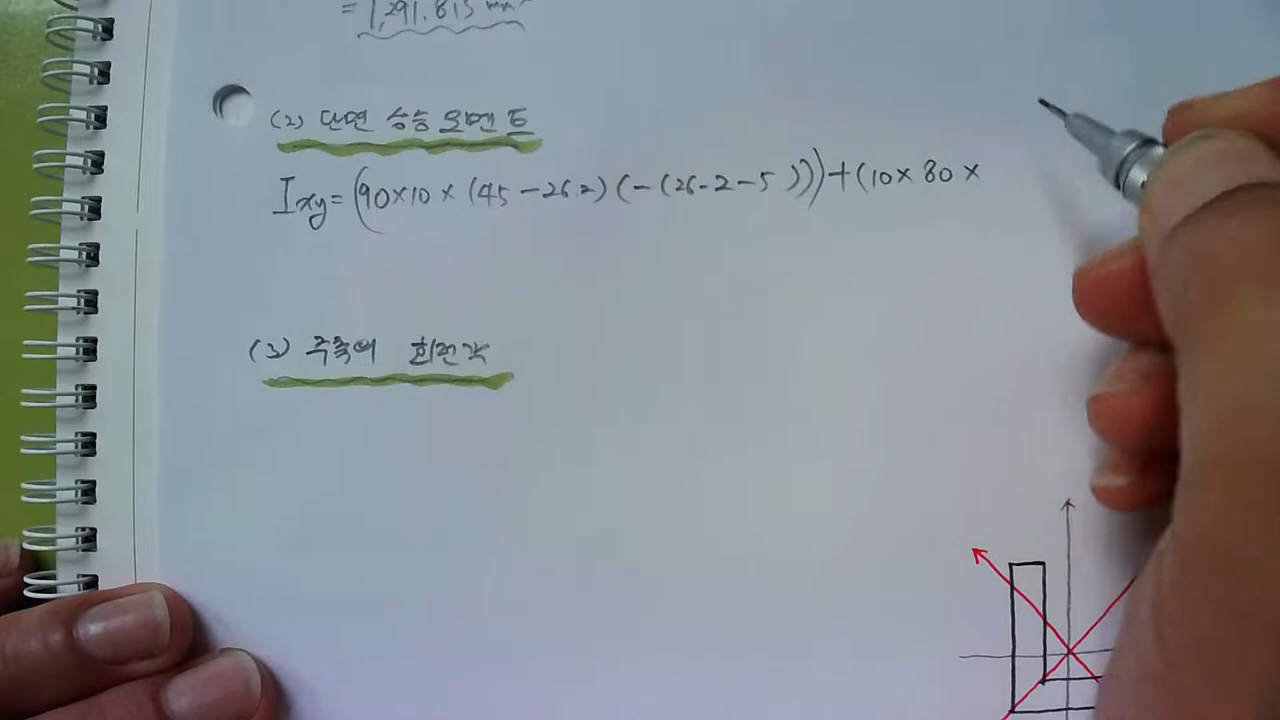 = 1,291,815 mm
(2) 단면 상승 모멘트
Ixy = (90×10×(45-26.2)(-(26-2-5)))+(10×80×
(3) 주축의 회전각